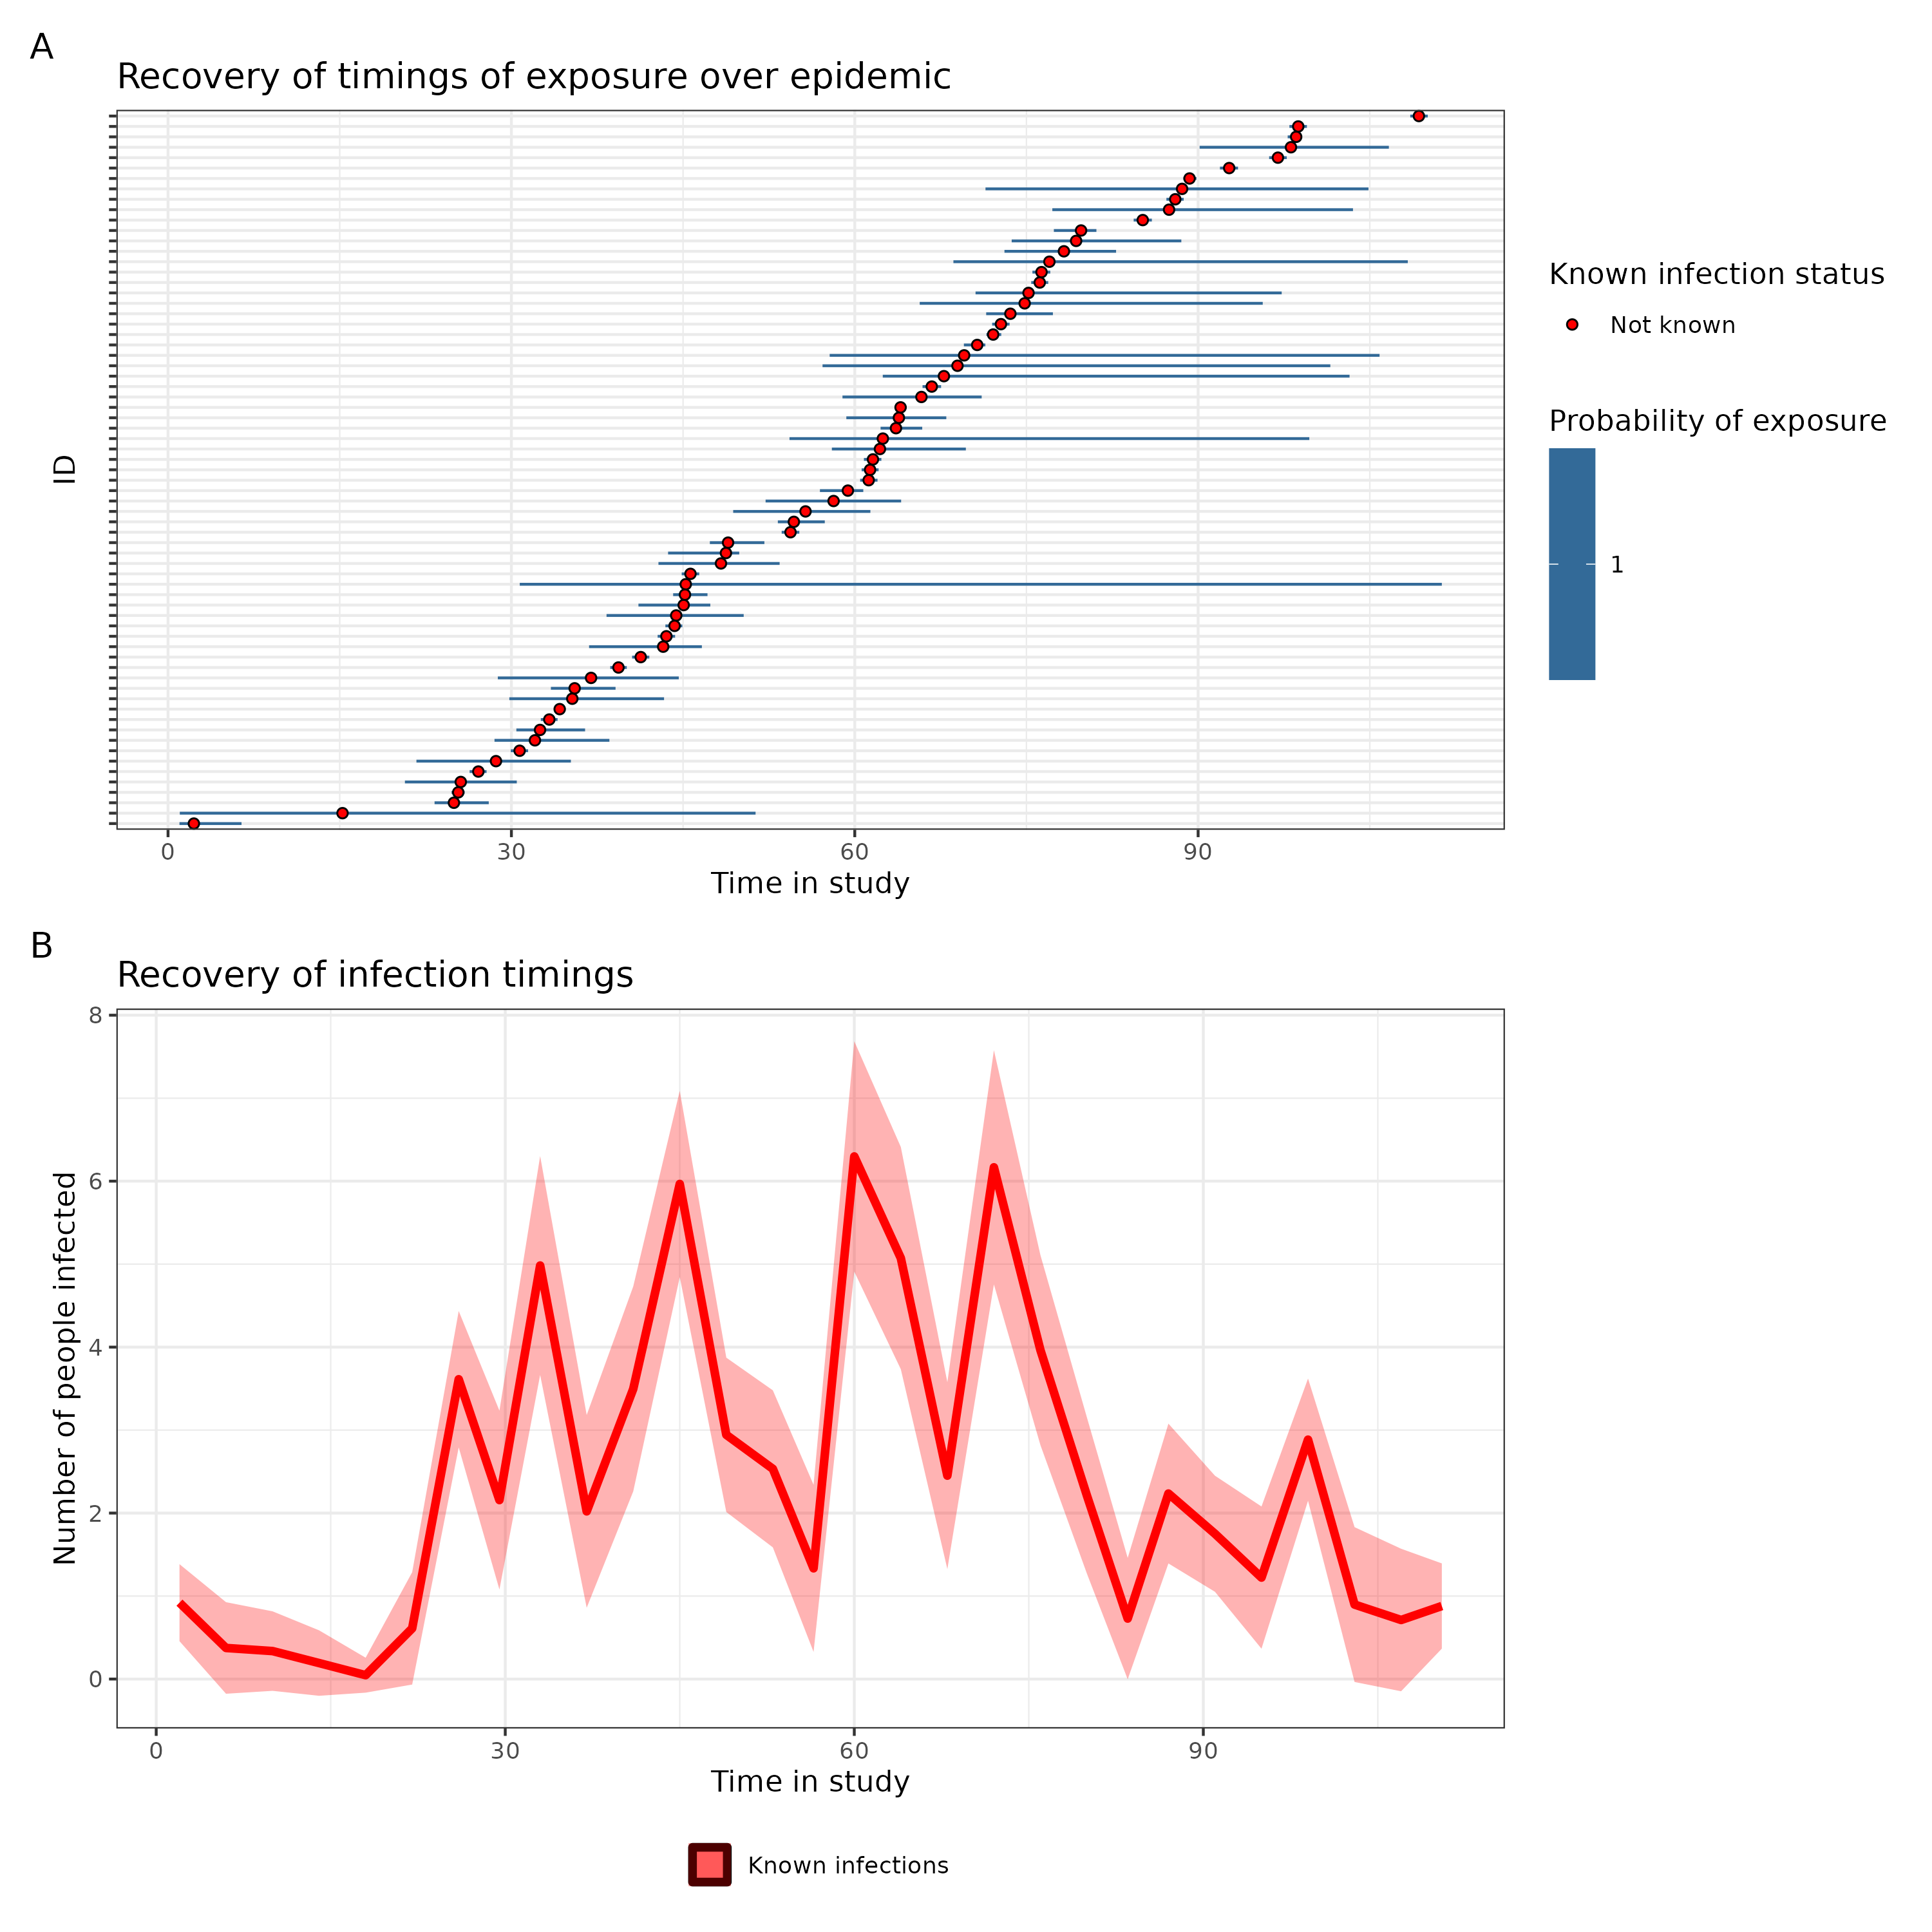 A
Recovery of timings of exposure over epidemic
ID
0 30 60 90
Time in study
Known infection status
Not known
Probability of exposure
1
B
Recovery of infection timings
Number of people infected
8
6
4
2
0
0 30 60 90
Time in study
Known infections